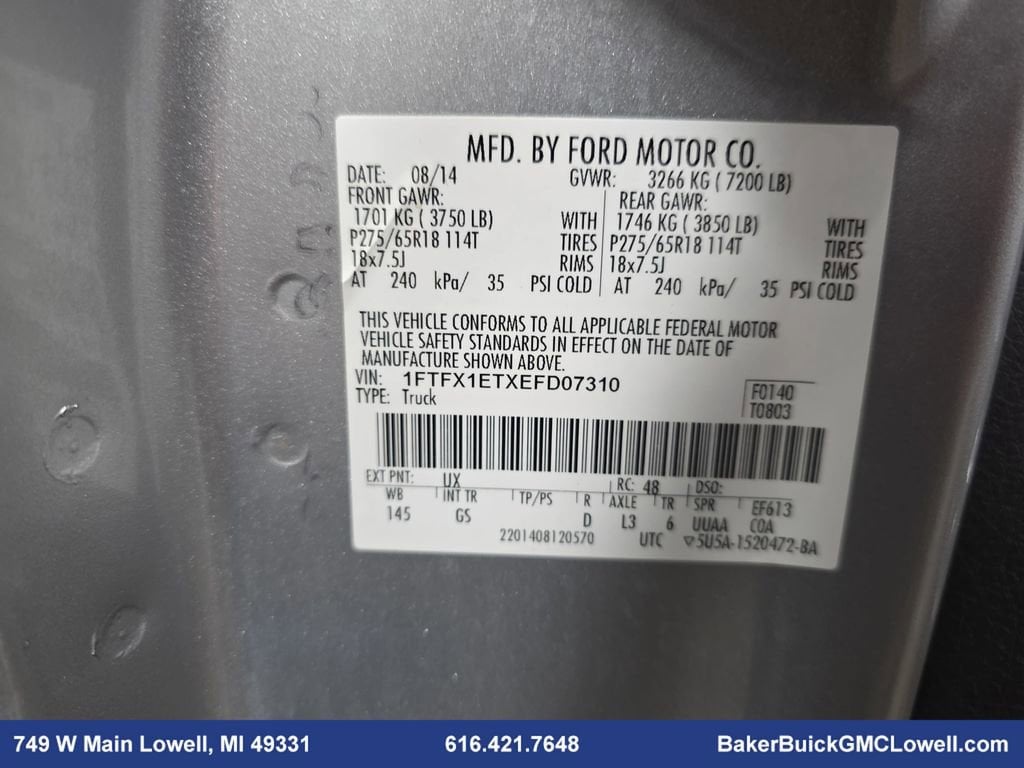 MFD. BY FORD MOTOR CO.
DATE: 08/14 GVWR: 3266 KG ( 7200 LB)
FRONT GAWR: REAR GAWR:
1701 KG ( 3750 LB) WITH 1746 KG ( 3850 LB) WITH
P275/65R18 114T TIRES P275/65R18 114T TIRES
18x7.5J RIMS 18x7.5J RIMS
AT 240 kPa/ 35 PSI COLD AT 240 kPa/ 35 PSI COLD
THIS VEHICLE CONFORMS TO ALL APPLICABLE FEDERAL MOTOR
VEHICLE SAFETY STANDARDS IN EFFECT ON THE DATE OF
MANUFACTURE SHOWN ABOVE.
VIN: 1FTFX1ETXEFD07310
TYPE: Truck
F0140
T0803
EXT PNT: UX RC: 48 DSO:
WB INT TR TP/PS R AXLE TR SPR EF613
145 GS D L3 6 UUAA COA
2201408120570 UTC ▽5U5A-1520472-BA
749 W Main Lowell, MI 49331 616.421.7648 BakerBuickGMCLowell.com